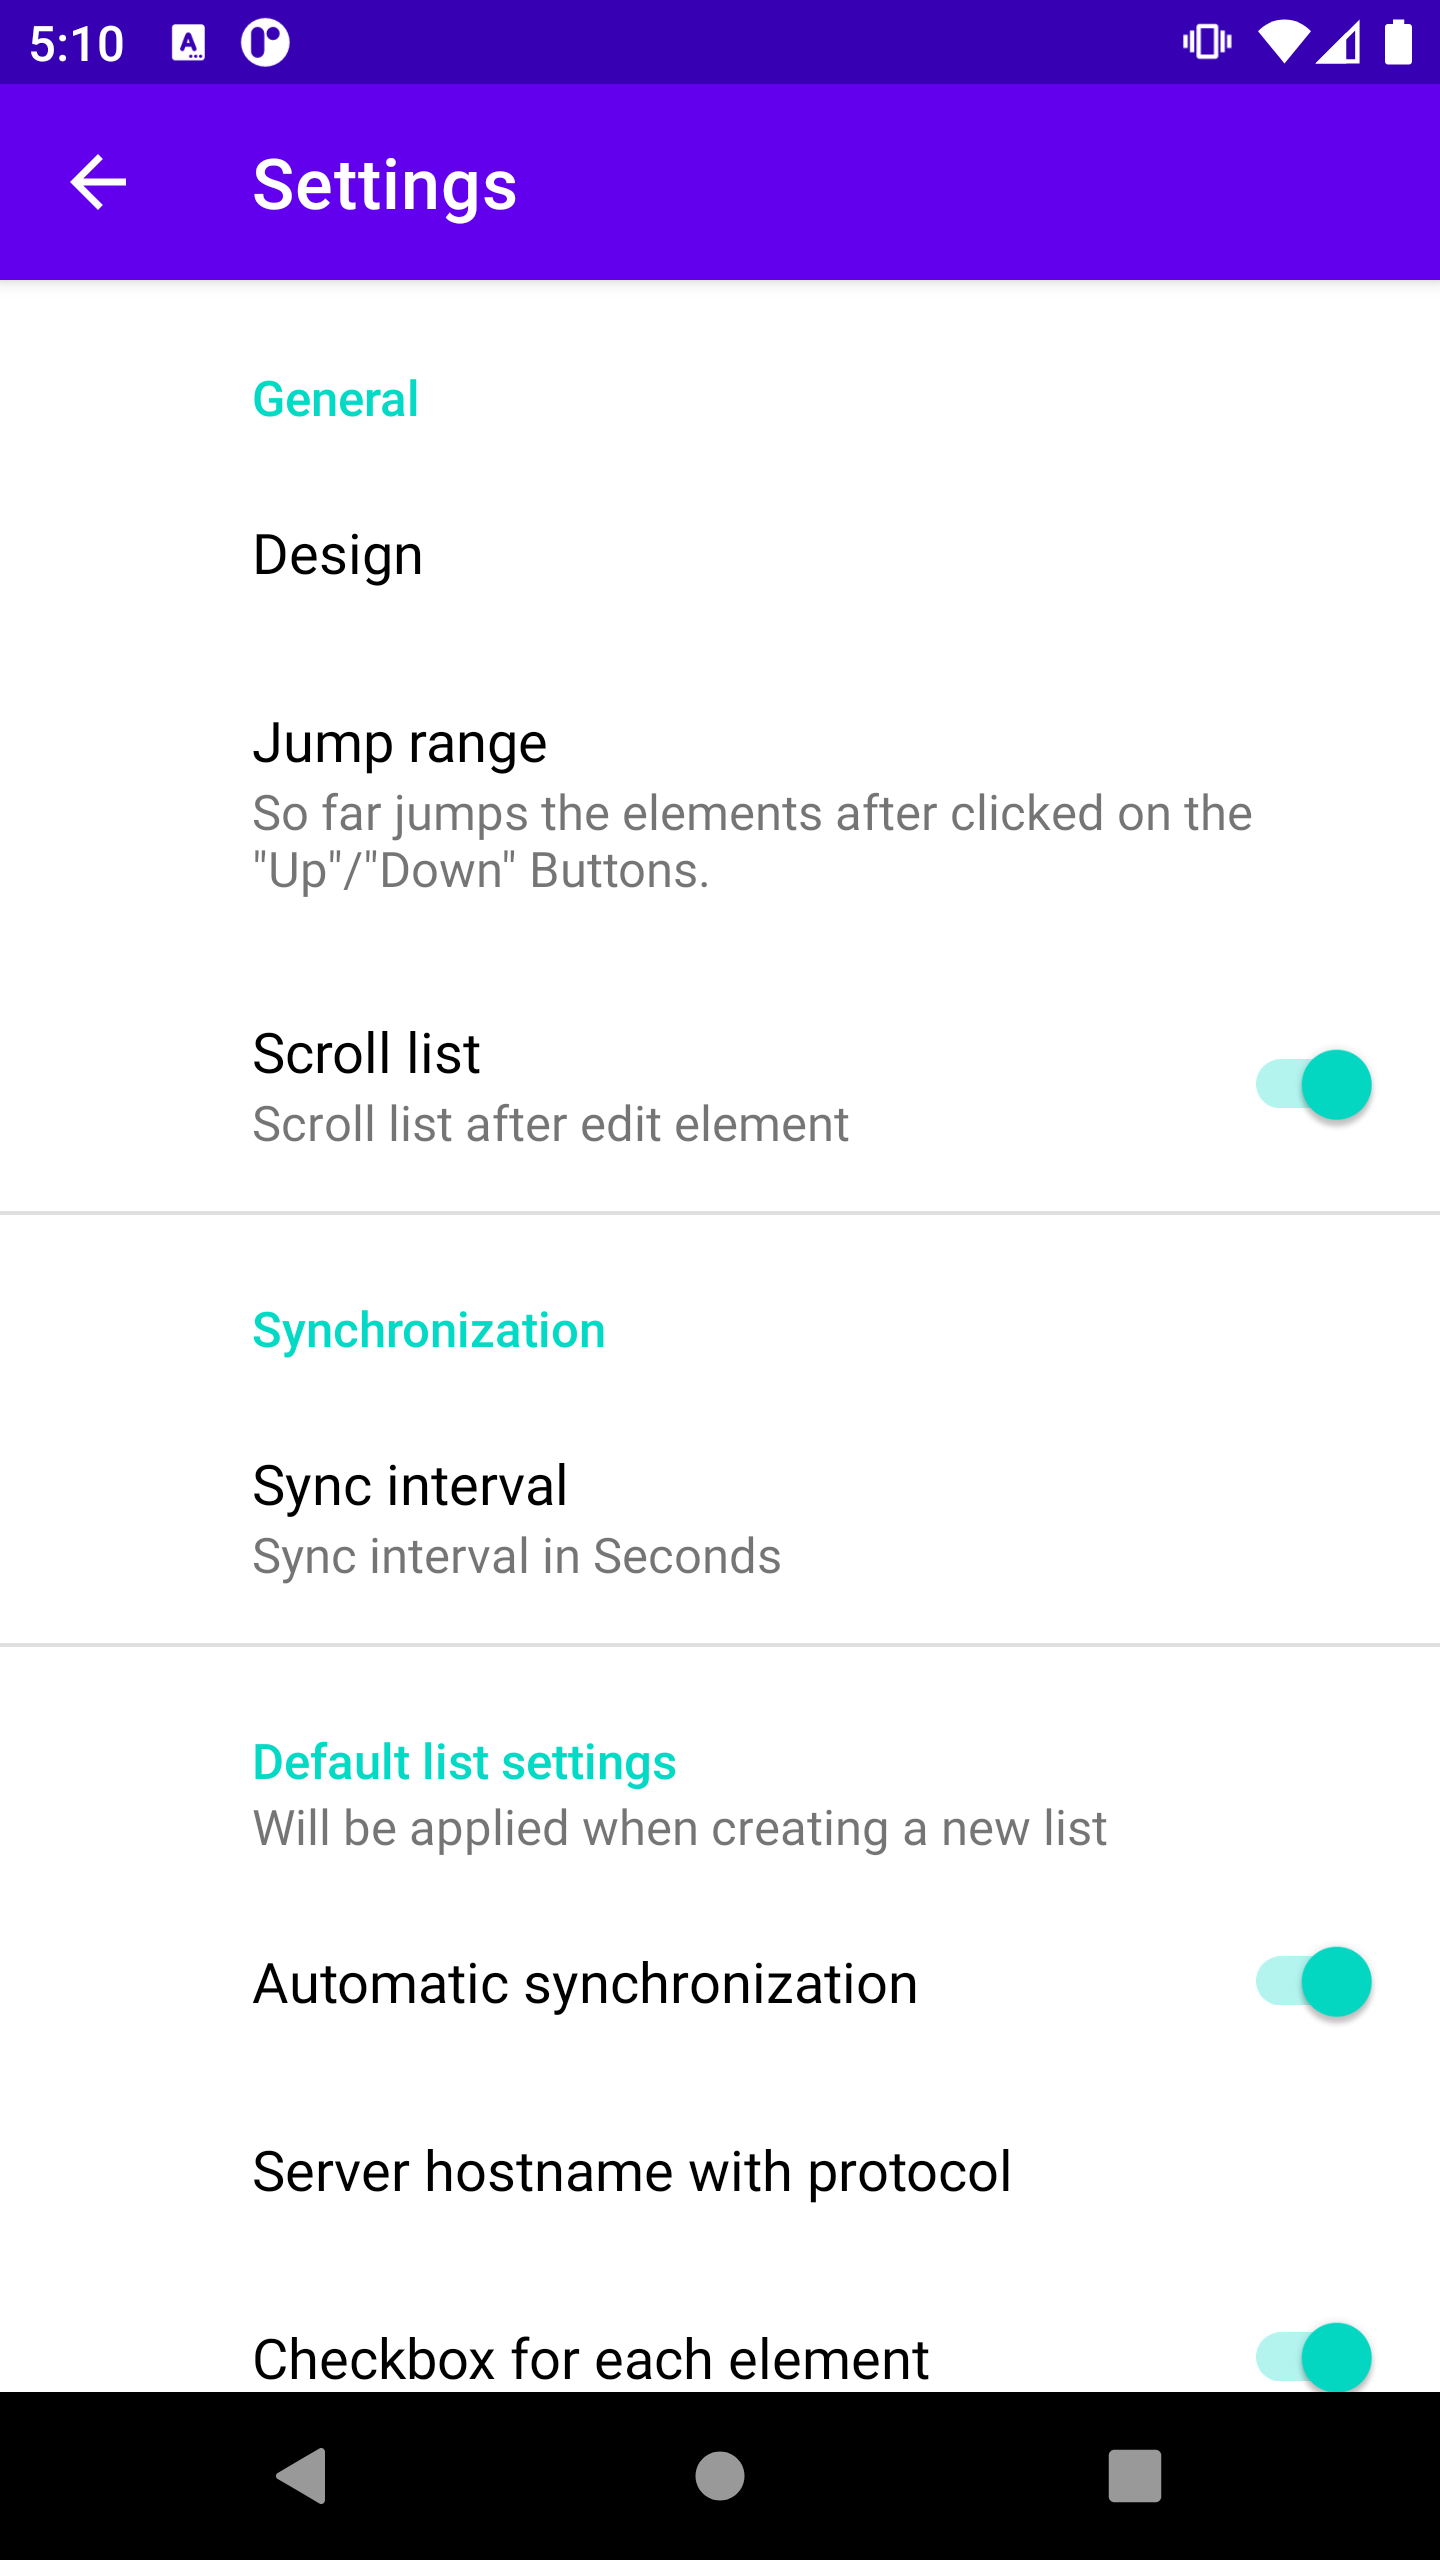 5:10
Settings
General
Design
Jump range
So far jumps the elements after clicked on the
"Up"/"Down" Buttons.
Scroll list
Scroll list after edit element
Synchronization
Sync interval
Sync interval in Seconds
Default list settings
Will be applied when creating a new list
Automatic synchronization
Server hostname with protocol
Checkbox for each element